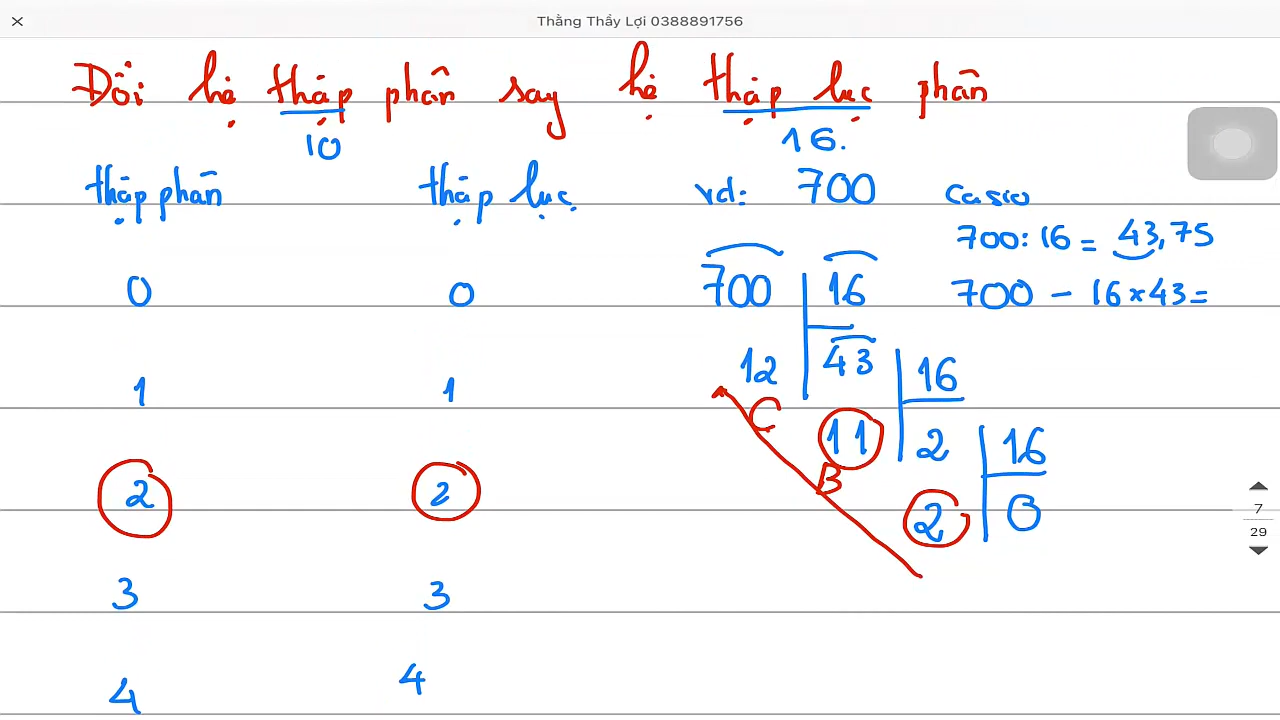 Thằng Thầy Lợi 0388891756
Đổi hệ thập phân say hệ thập lục phân
10 16.
thập phân thập lục vd: 700 Casio
700 : 16 = 43,75
0 0 700 16 700 - 16 × 43 =
12 43 16
1 1 C 11 2 16
B
2 2 2 0
7
29
3 3
4 4